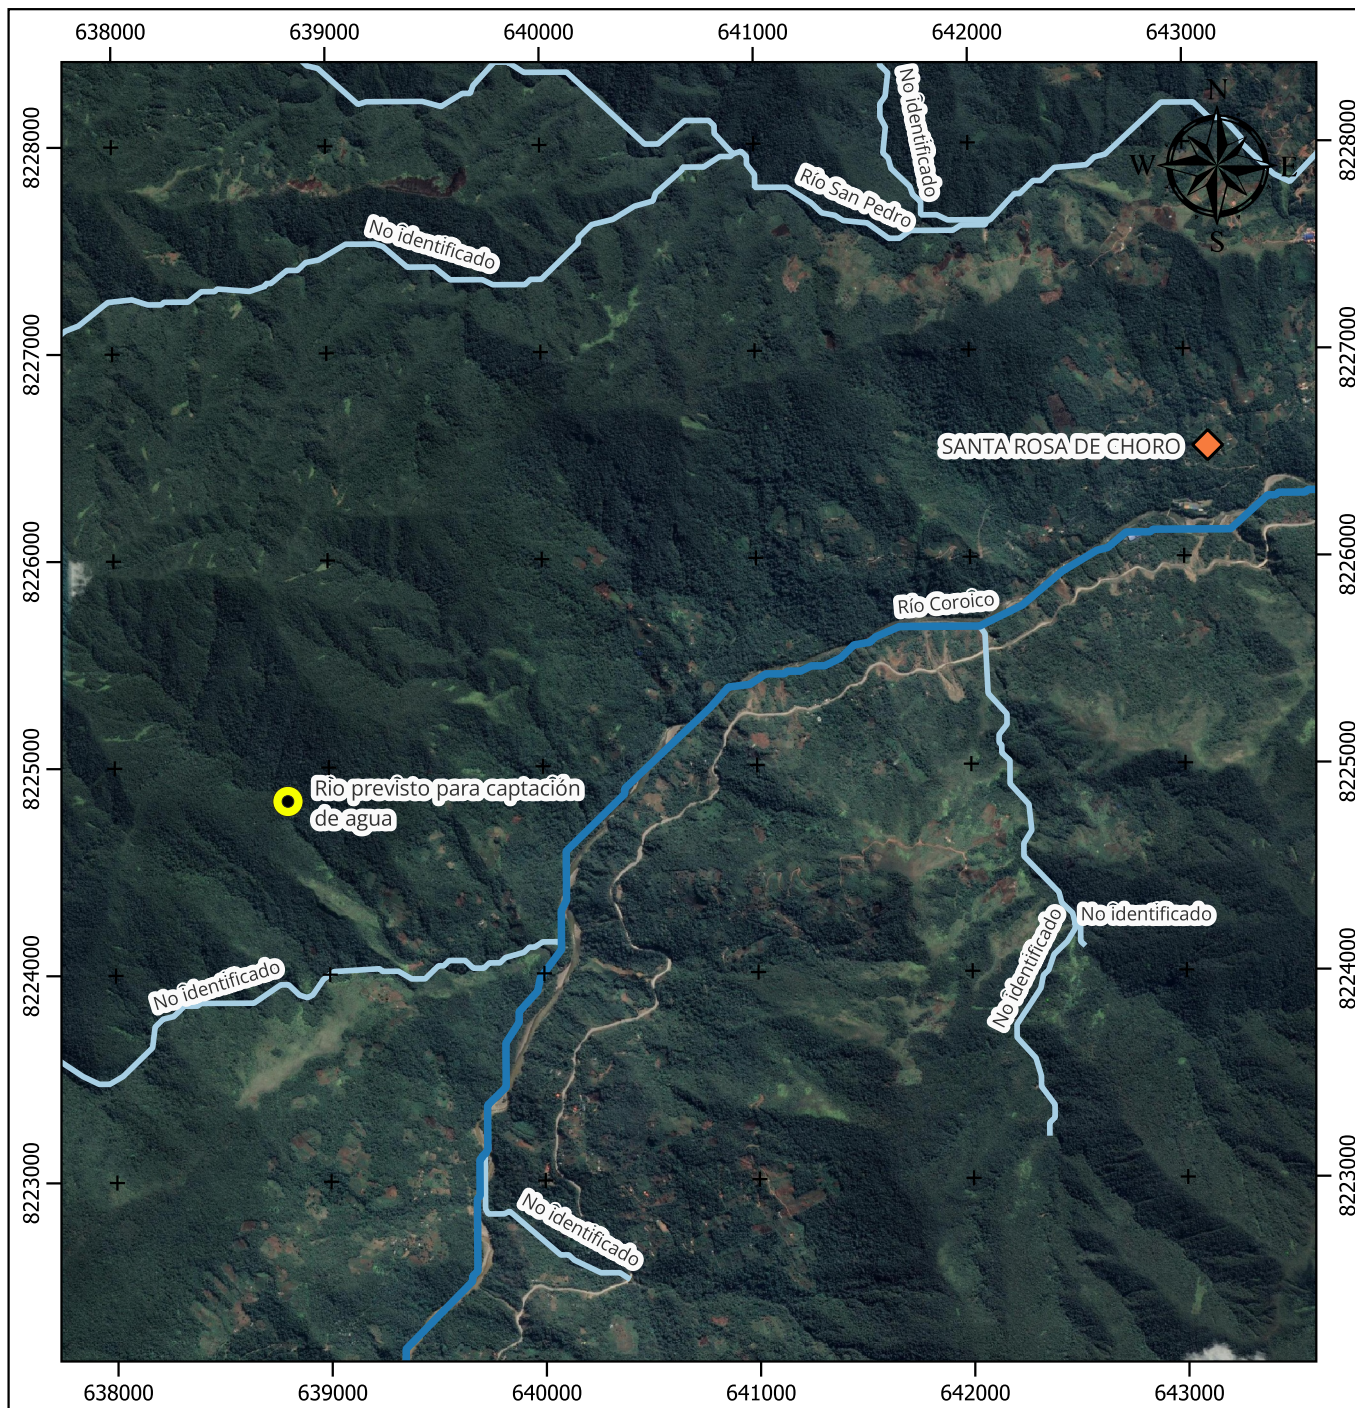 638000 639000 640000 641000 642000 643000
N
W E
S
No identificado
Río San Pedro
No identificado
8228000 8228000
8227000 8227000
SANTA ROSA DE CHORO
8226000 8226000
Río Coroico
8225000 8225000
Rio previsto para captación
de agua
No identificado
No identificado
No identificado
8224000 8224000
8223000 8223000
No identificado
638000 639000 640000 641000 642000 643000